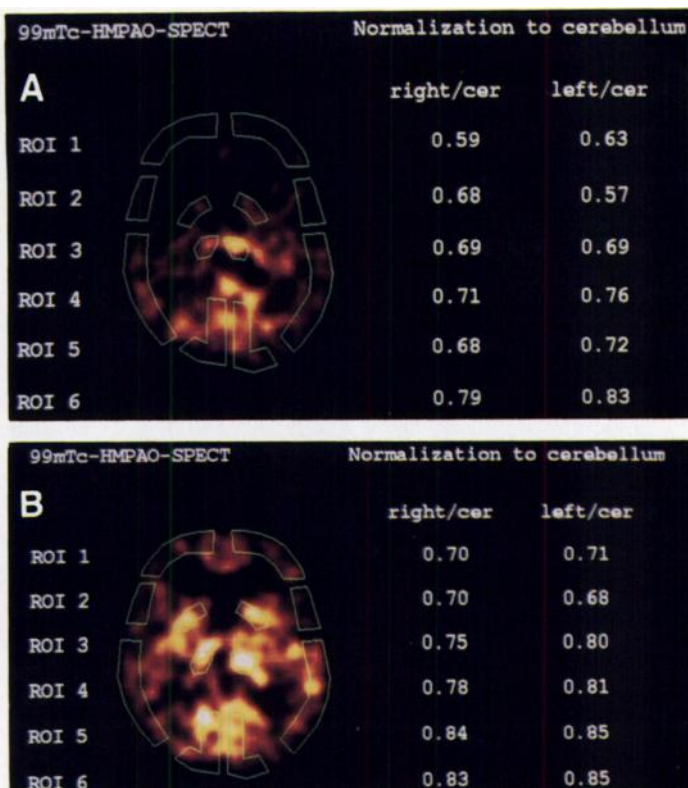 99mTc-HMPAO-SPECT Normalization to cerebellum
A right/cer left/cer
ROI 1 0.59 0.63
ROI 2 0.68 0.57
ROI 3 0.69 0.69
ROI 4 0.71 0.76
ROI 5 0.68 0.72
ROI 6 0.79 0.83
99mTc-HMPAO-SPECT Normalization to cerebellum
B right/cer left/cer
ROI 1 0.70 0.71
ROI 2 0.70 0.68
ROI 3 0.75 0.80
ROI 4 0.78 0.81
ROI 5 0.84 0.85
ROI 6 0.83 0.85